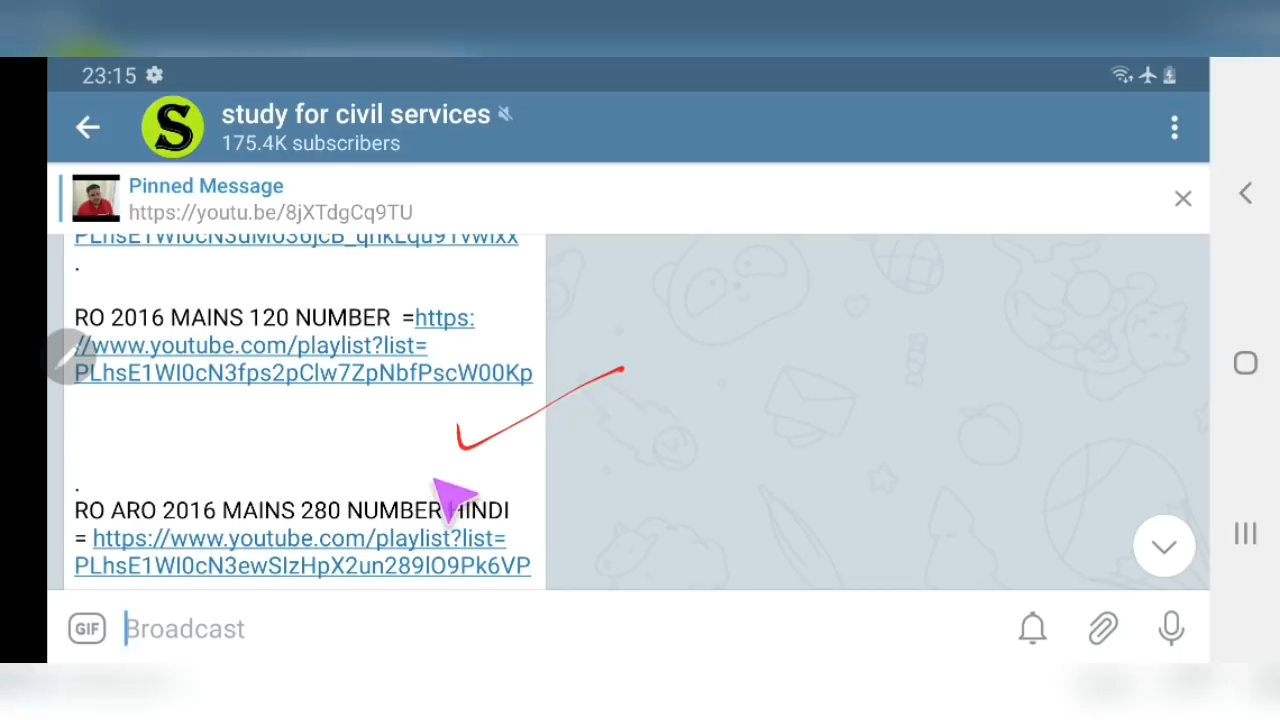 23:15
S
study for civil services
175.4K subscribers
Pinned Message
https://youtu.be/8jXTdgCq9TU
.
RO 2016 MAINS 120 NUMBER =https:
//www.youtube.com/playlist?list=
PLhsE1WI0cN3fps2pClw7ZpNbfPscW00Kp
.
RO ARO 2016 MAINS 280 NUMBER HINDI
= https://www.youtube.com/playlist?list=
PLhsE1WI0cN3ewSIzHpX2un289lO9Pk6VP
GIF Broadcast